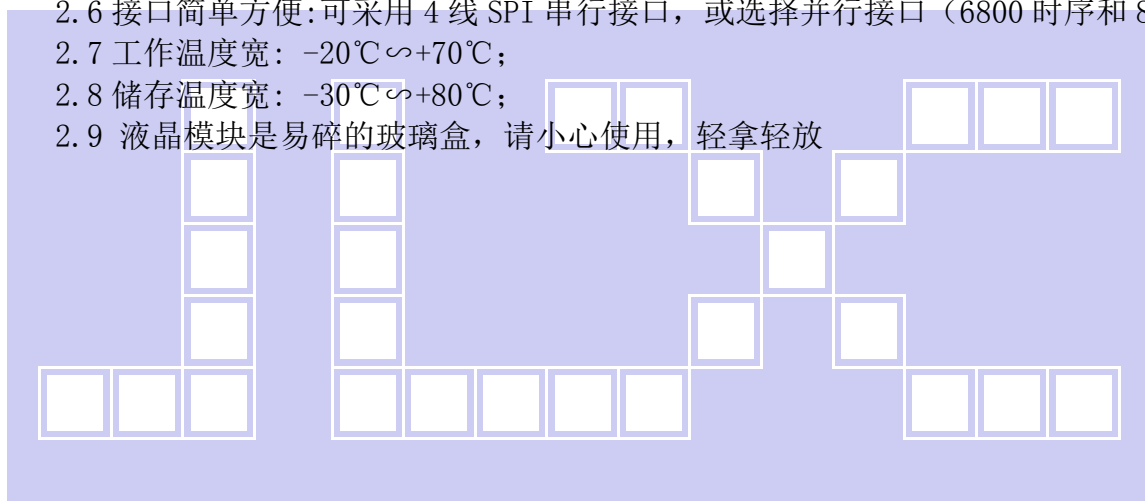 2.6 接口简单方便:可采用 4 线 SPI 串行接口，或选择并行接口（6800 时序和 8
2.7 工作温度宽: -20℃∽+70℃;
2.8 储存温度宽: -30℃∽+80℃;
2.9 液晶模块是易碎的玻璃盒，请小心使用，轻拿轻放
JLX